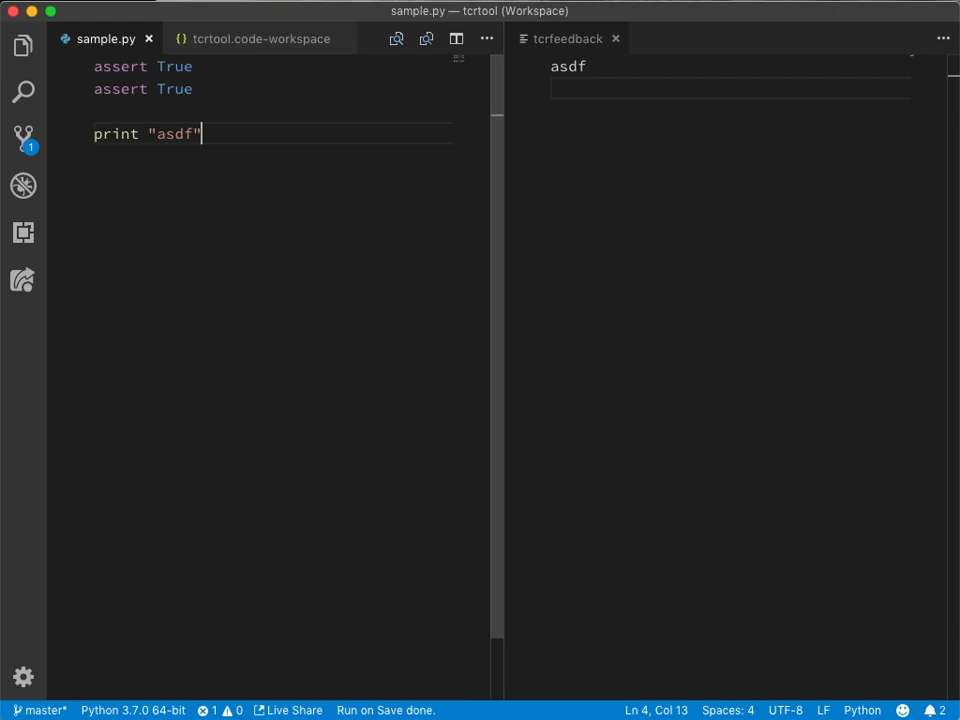 sample.py — tcrtool (Workspace)
sample.py
{} tcrtool.code-workspace
tcrfeedback
assert True
assert True
print "asdf"
asdf
1
master*
Python 3.7.0 64-bit
1
0
Live Share
Run on Save done.
Ln 4, Col 13
Spaces: 4
UTF-8
LF
Python
2